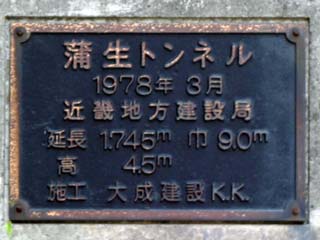 蒲生トンネル
1978年 3月
近畿地方建設局
延長 1.745m 巾 9.0m
高 4.5m
施工 大成建設K.K.